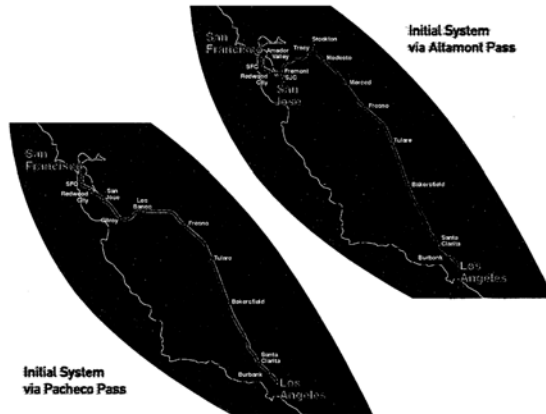 Initial System
via Altamont Pass
San
Francisco
Stockton
Tracy
Amador
Valley
Modesto
SFO
Fremont
Redwood
City
SJC
San
Jose
Merced
Fresno
Tulare
Bakersfield
Santa
Clarita
Burbank
Los
Angeles
San
Francisco
SFO
Redwood
City
San
Jose
Gilroy
Los
Banos
Fresno
Tulare
Bakersfield
Santa
Clarita
Burbank
Los
Angeles
Initial System
via Pacheco Pass